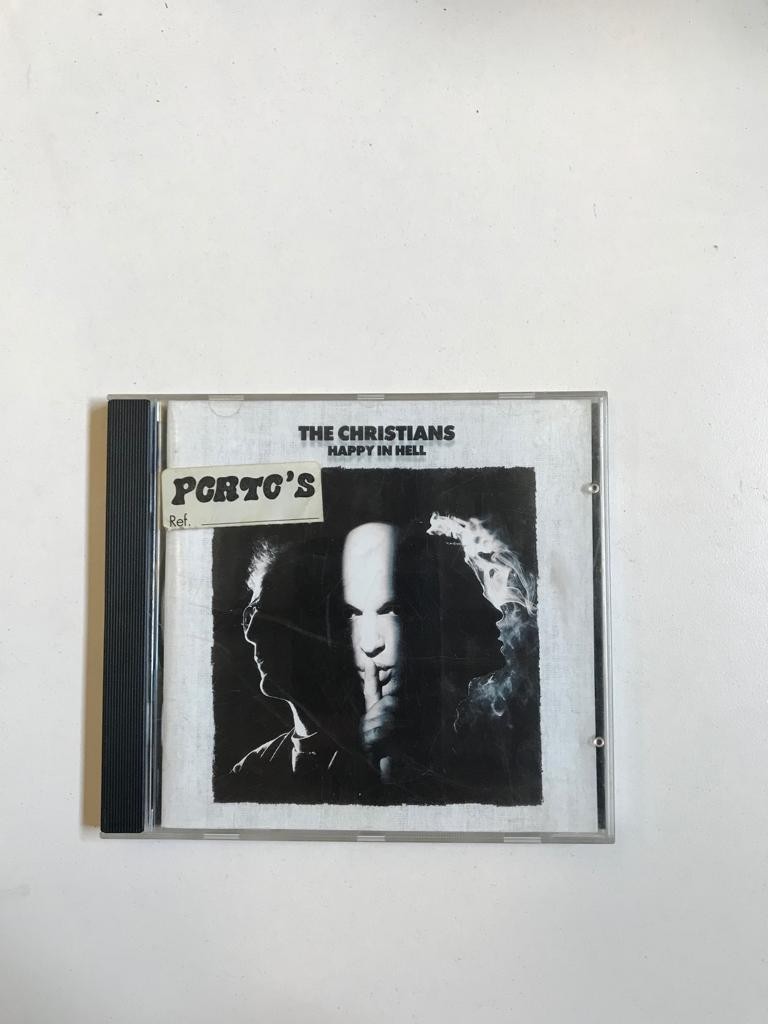 THE CHRISTIANS
HAPPY IN HELL
PORTO'S
Ref.